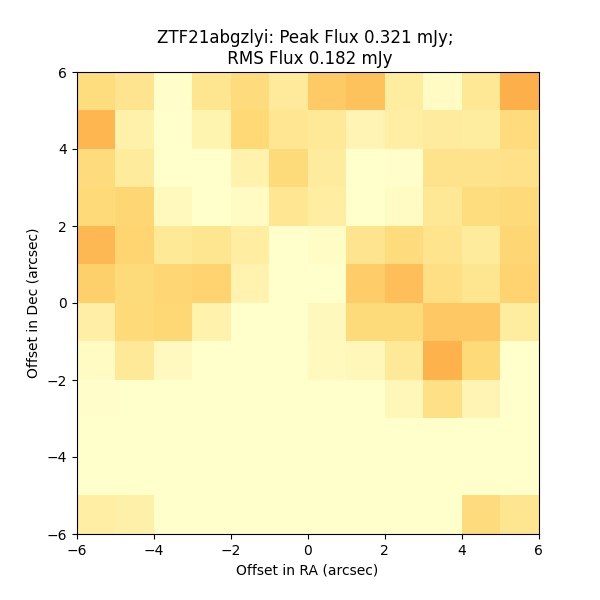 ZTF21abgzlyi: Peak Flux 0.321 mJy;
RMS Flux 0.182 mJy
6
4
2
0
−2
−4
−6
Offset in Dec (arcsec)
−6 −4 −2 0 2 4 6
Offset in RA (arcsec)